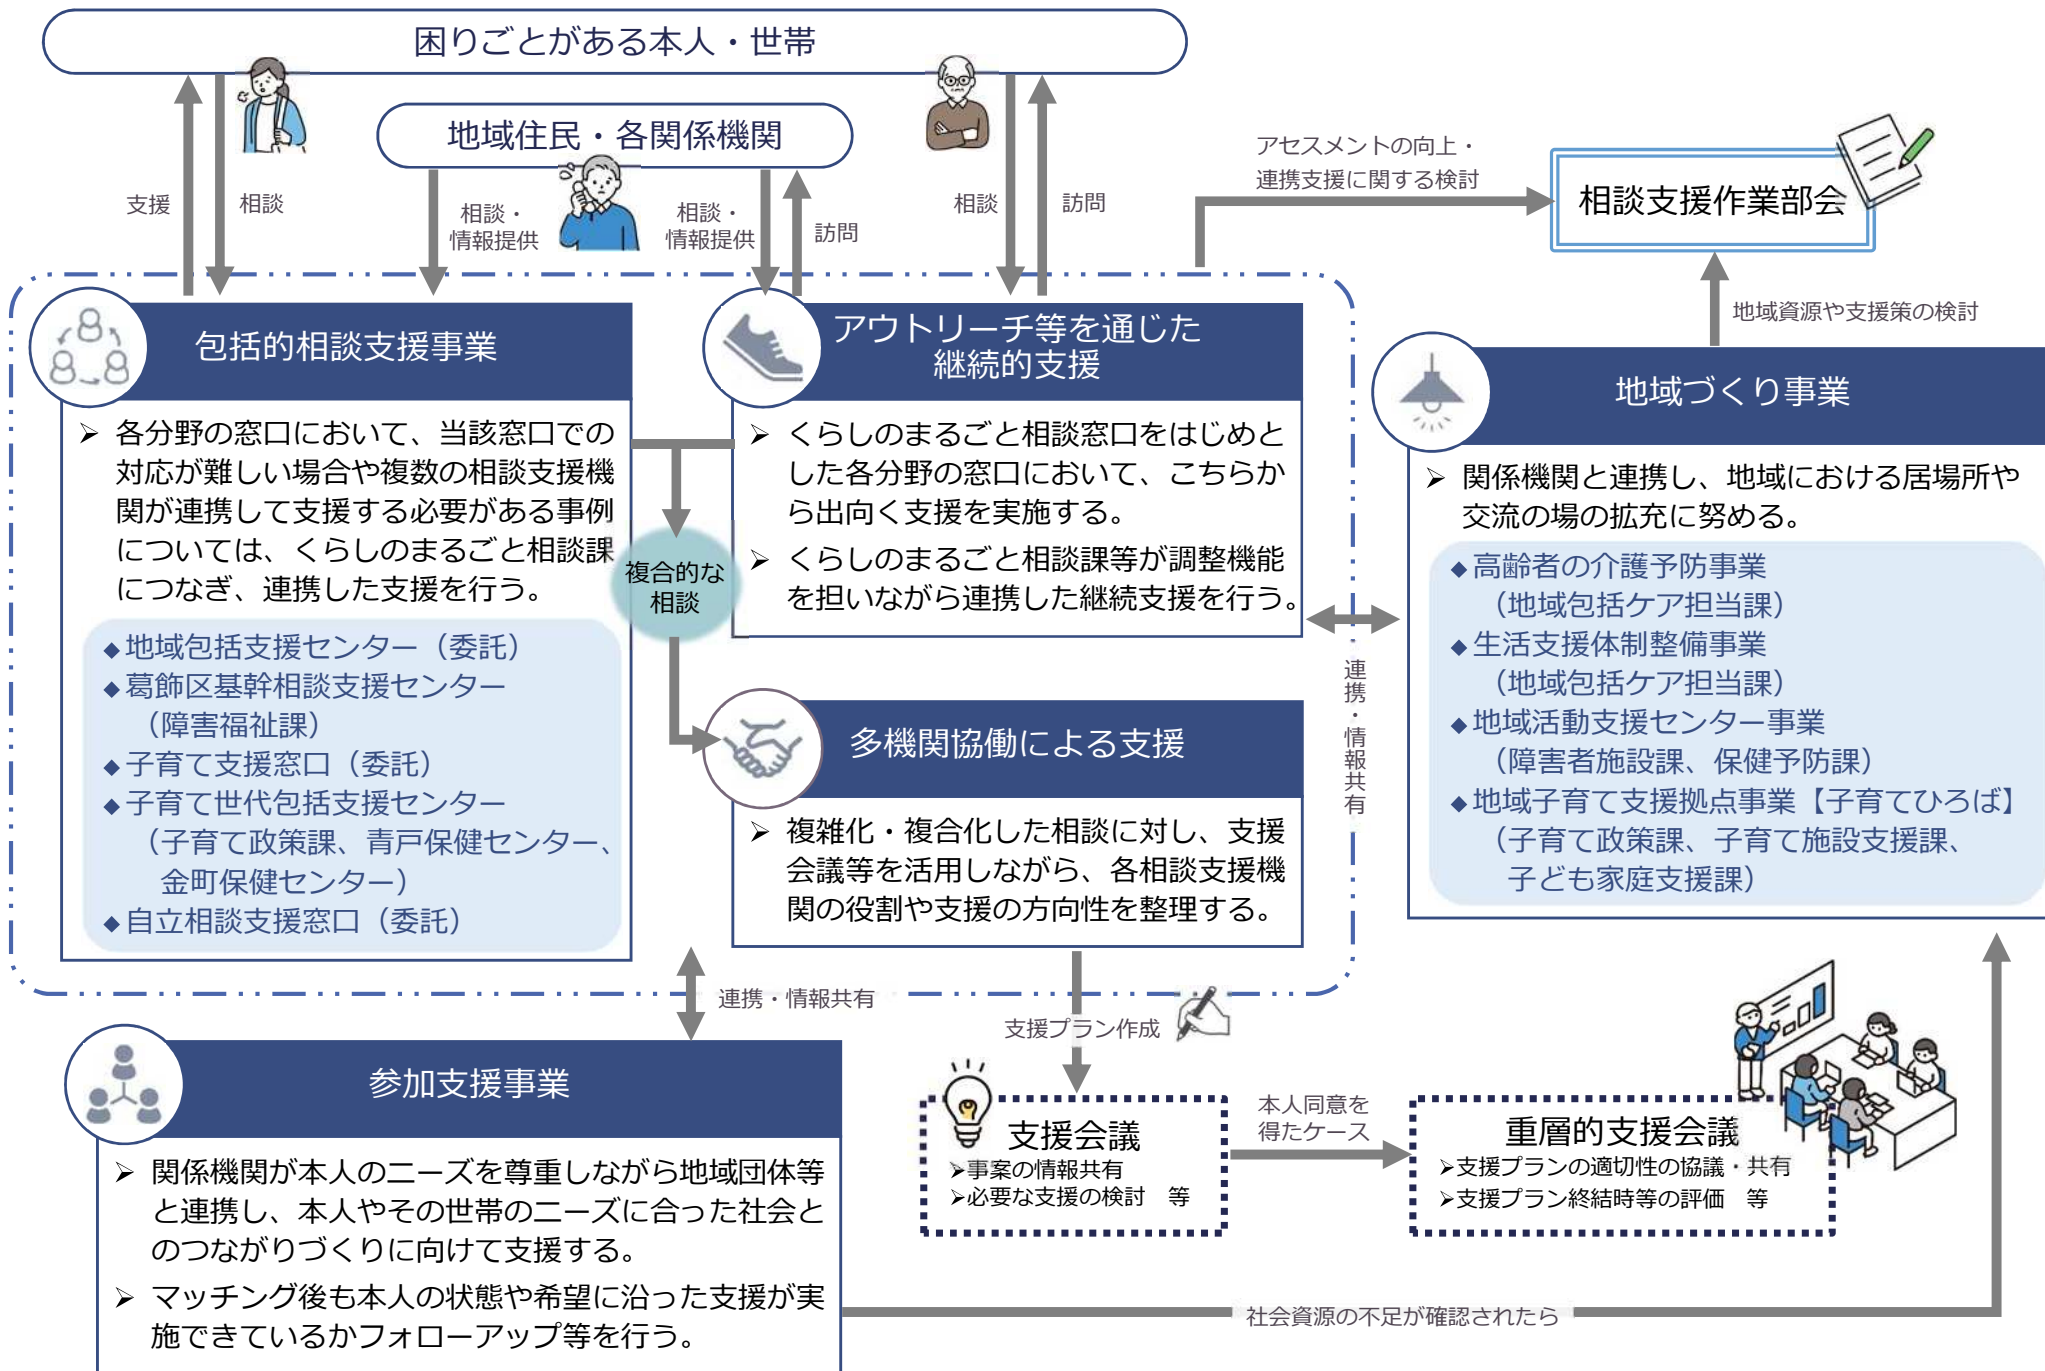 困りごとがある本人・世帯
地域住民・各関係機関
支援
相談
相談・
情報提供
相談・
情報提供
訪問
相談
訪問
アセスメントの向上・
連携支援に関する検討
相談支援作業部会
地域資源や支援策の検討
包括的相談支援事業
➢ 各分野の窓口において、当該窓口での
対応が難しい場合や複数の相談支援機
関が連携して支援する必要がある事例
については、くらしのまるごと相談課
につなぎ、連携した支援を行う。
◆地域包括支援センター（委託）
◆葛飾区基幹相談支援センター
（障害福祉課）
◆子育て支援窓口（委託）
◆子育て世代包括支援センター
（子育て政策課、青戸保健センター、
金町保健センター）
◆自立相談支援窓口（委託）
複合的な
相談
アウトリーチ等を通じた
継続的支援
➢ くらしのまるごと相談窓口をはじめと
した各分野の窓口において、こちらか
ら出向く支援を実施する。
➢ くらしのまるごと相談課等が調整機能
を担いながら連携した継続支援を行う。
多機関協働による支援
➢ 複雑化・複合化した相談に対し、支援
会議等を活用しながら、各相談支援機
関の役割や支援の方向性を整理する。
連携・情報共有
地域づくり事業
➢ 関係機関と連携し、地域における居場所や
交流の場の拡充に努める。
◆高齢者の介護予防事業
（地域包括ケア担当課）
◆生活支援体制整備事業
（地域包括ケア担当課）
◆地域活動支援センター事業
（障害者施設課、保健予防課）
◆地域子育て支援拠点事業【子育てひろば】
（子育て政策課、子育て施設支援課、
子ども家庭支援課）
連携・情報共有
支援プラン作成
参加支援事業
➢ 関係機関が本人のニーズを尊重しながら地域団体等
と連携し、本人やその世帯のニーズに合った社会と
のつながりづくりに向けて支援する。
➢ マッチング後も本人の状態や希望に沿った支援が実
施できているかフォローアップ等を行う。
支援会議
➢事案の情報共有
➢必要な支援の検討　等
本人同意を
得たケース
重層的支援会議
➢支援プランの適切性の協議・共有
➢支援プラン終結時等の評価　等
社会資源の不足が確認されたら